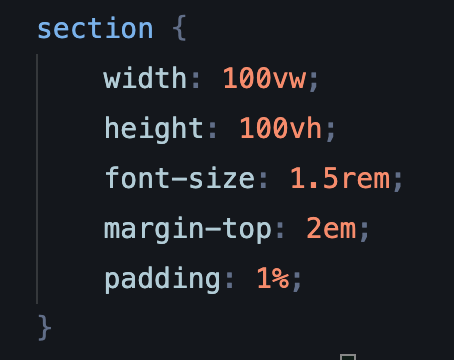 section {
    width: 100vw;
    height: 100vh;
    font-size: 1.5rem;
    margin-top: 2em;
    padding: 1%;
}